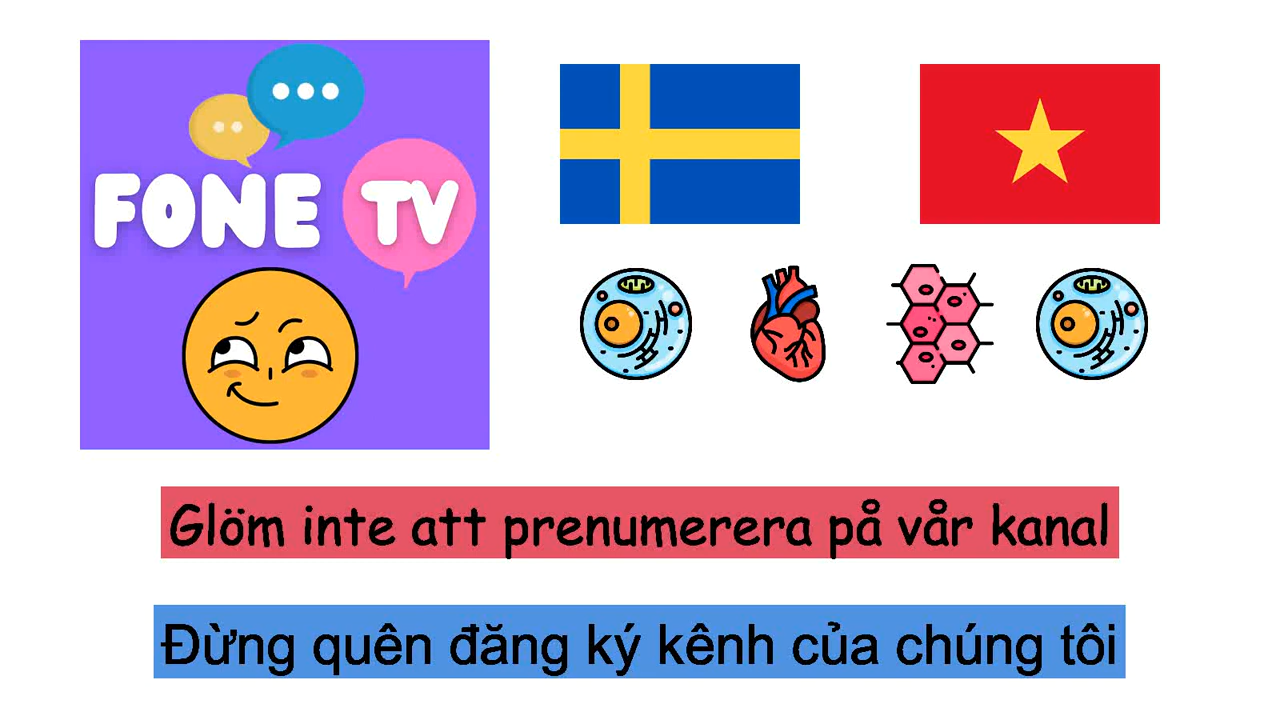 FONE TV
Glöm inte att prenumerera på vår kanal
Đừng quên đăng ký kênh của chúng tôi